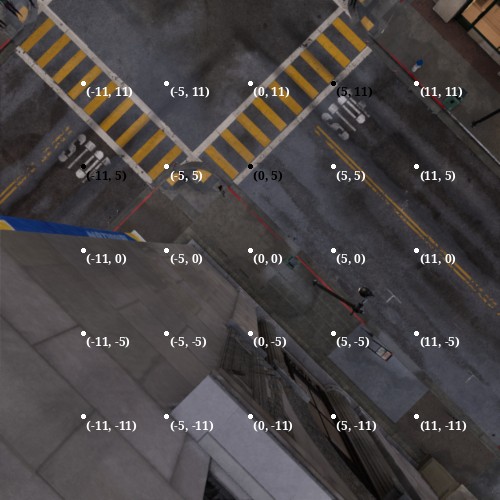 (-11, 11) (-5, 11) (0, 11) (5, 11) (11, 11)
STOP
STOP
(-11, 5) (-5, 5) (0, 5) (5, 5) (11, 5)
(-11, 0) (-5, 0) (0, 0) (5, 0) (11, 0)
(-11, -5) (-5, -5) (0, -5) (5, -5) (11, -5)
(-11, -11) (-5, -11) (0, -11) (5, -11) (11, -11)